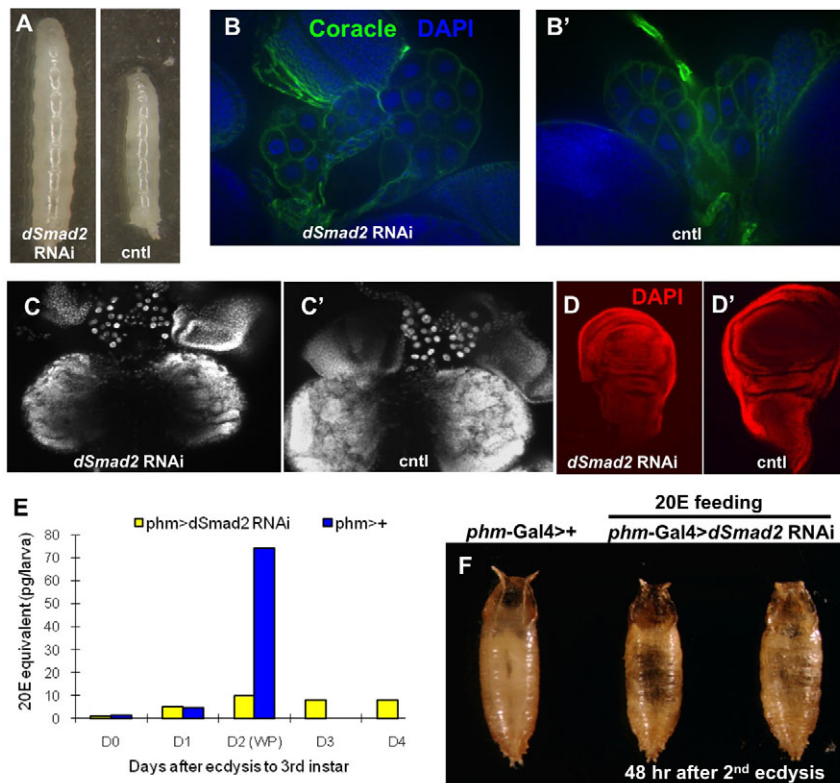 A
dSmad2
RNAi
cntl
B
Coracle DAPI
dSmad2 RNAi
B'
cntl
C
dSmad2 RNAi
C'
cntl
D
DAPI
dSmad2 RNAi
D'
cntl
E
phm>dSmad2 RNAi
phm>+
20E equivalent (pg/larva)
80
70
60
50
40
30
20
10
0
D0
D1
D2 (WP)
D3
D4
Days after ecdysis to 3rd instar
20E feeding
phm-Gal4>+
phm-Gal4>dSmad2 RNAi
F
48 hr after 2nd ecdysis